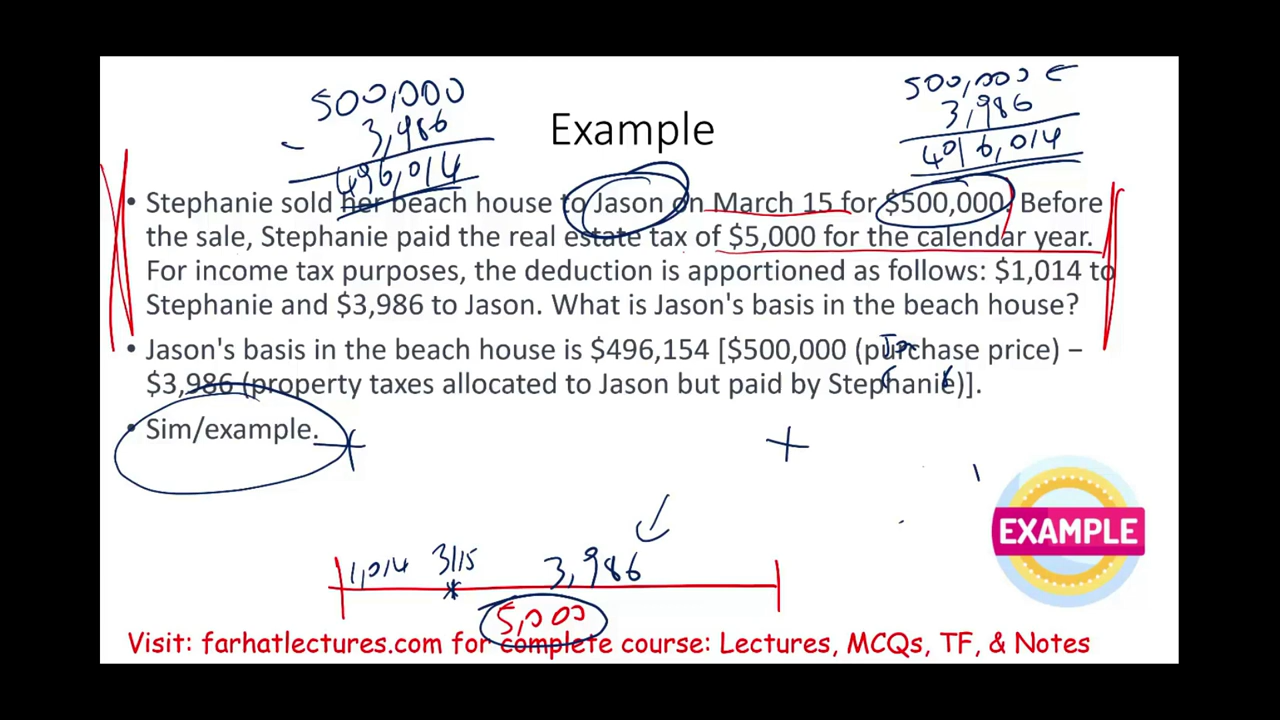 500,000
- 3,986
496,014
500,000 ←
3,986
4096,014
Example
• Stephanie sold her beach house to Jason on March 15 for $500,000. Before
the sale, Stephanie paid the real estate tax of $5,000 for the calendar year.
For income tax purposes, the deduction is apportioned as follows: $1,014 to
Stephanie and $3,986 to Jason. What is Jason's basis in the beach house?
• Jason's basis in the beach house is $496,154 [$500,000 (purchase price) –
$3,986 (property taxes allocated to Jason but paid by Stephanie)].
• Sim/example.
EXAMPLE
1,014 3/15 3,986
5,000
Visit: farhatlectures.com for complete course: Lectures, MCQs, TF, & Notes